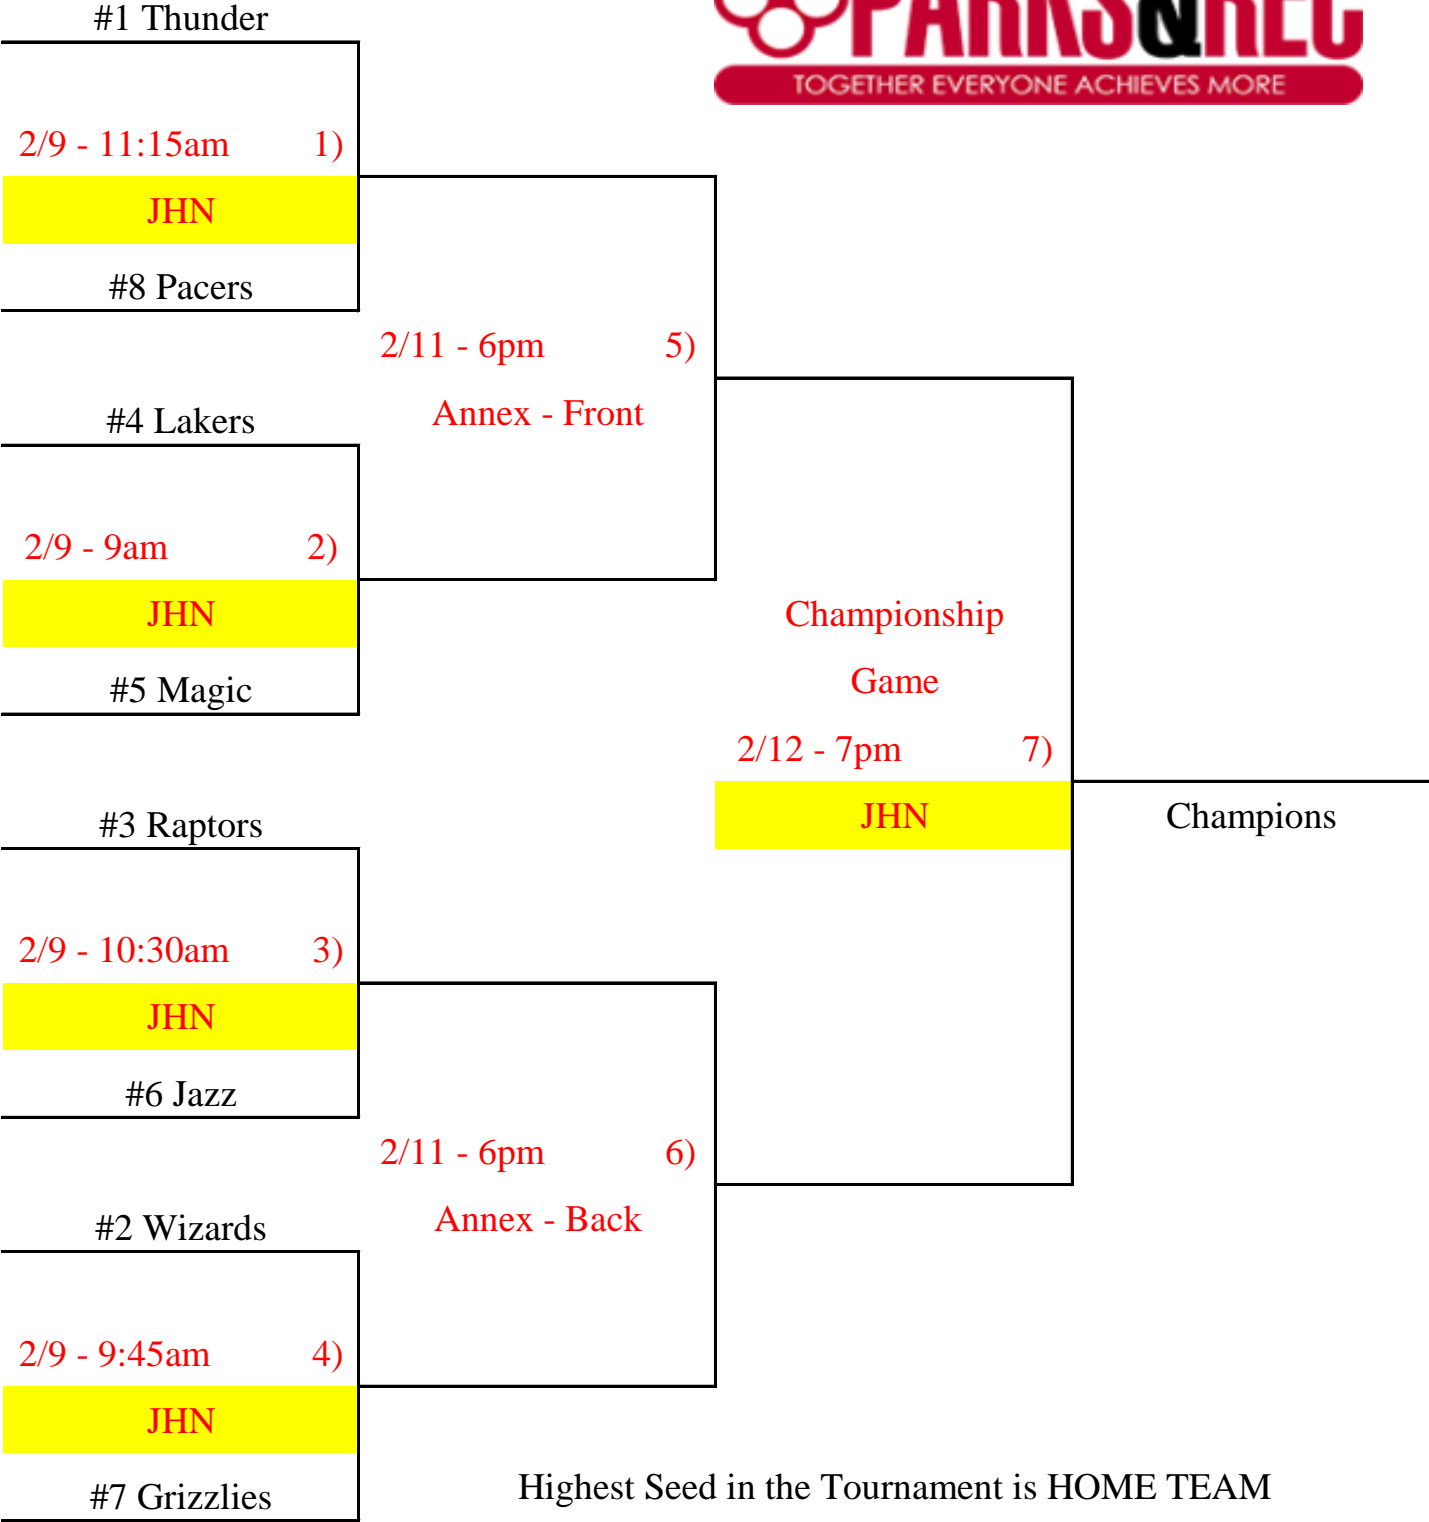 #1 Thunder
PARKS&REC
TOGETHER EVERYONE ACHIEVES MORE
2/9 - 11:15am 1)
JHN
#8 Pacers
2/11 - 6pm 5)
Annex - Front
#4 Lakers
2/9 - 9am 2)
JHN
#5 Magic
Championship
Game
2/12 - 7pm 7)
JHN
Champions
#3 Raptors
2/9 - 10:30am 3)
JHN
#6 Jazz
2/11 - 6pm 6)
Annex - Back
#2 Wizards
2/9 - 9:45am 4)
JHN
#7 Grizzlies
Highest Seed in the Tournament is HOME TEAM